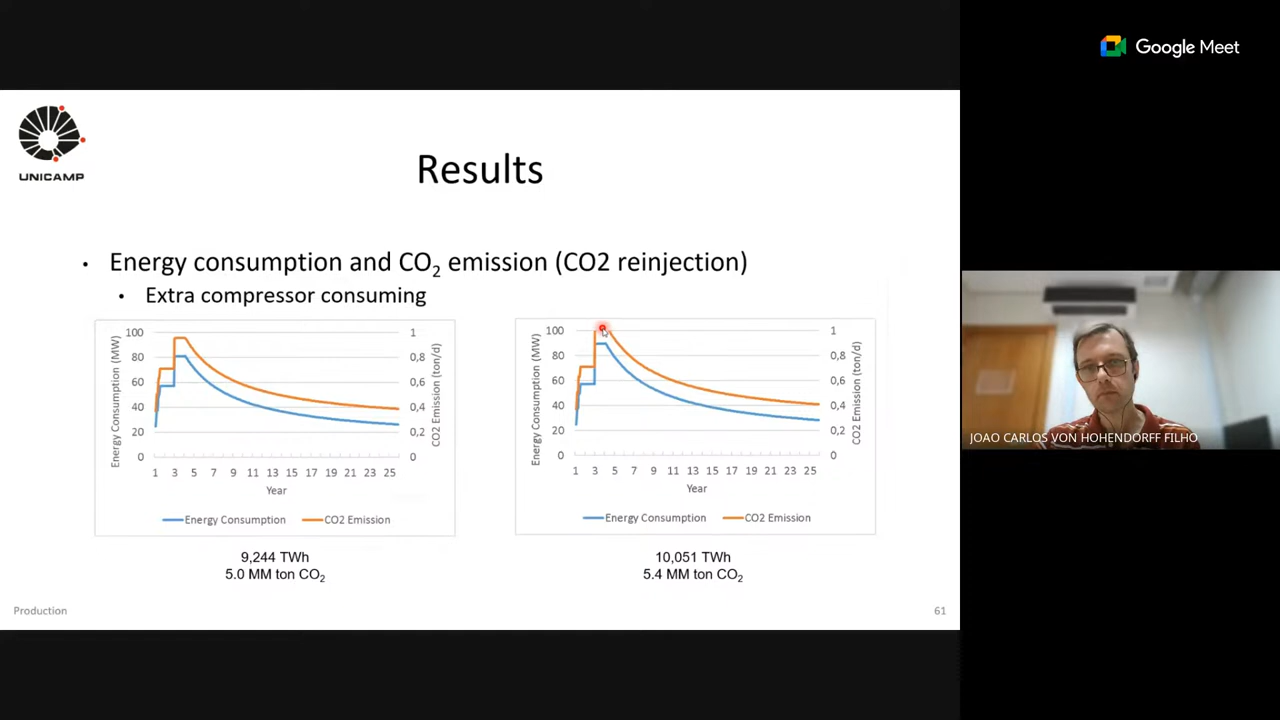 Google Meet
UNICAMP
Results
• Energy consumption and CO2 emission (CO2 reinjection)
• Extra compressor consuming
Energy Consumption (MW)
100
80
60
40
20
0
1
0,8
0,6
0,4
0,2
0
CO2 Emission (ton/d)
1 3 5 7 9 11 13 15 17 19 21 23 25
Year
Energy Consumption CO2 Emission
9,244 TWh
5.0 MM ton CO2
Energy Consumption (MW)
100
80
60
40
20
0
1
0,8
0,6
0,4
0,2
0
CO2 Emission (ton/d)
1 3 5 7 9 11 13 15 17 19 21 23 25
Year
Energy Consumption CO2 Emission
10,051 TWh
5.4 MM ton CO2
Production
61
JOAO CARLOS VON HOHENDORFF FILHO